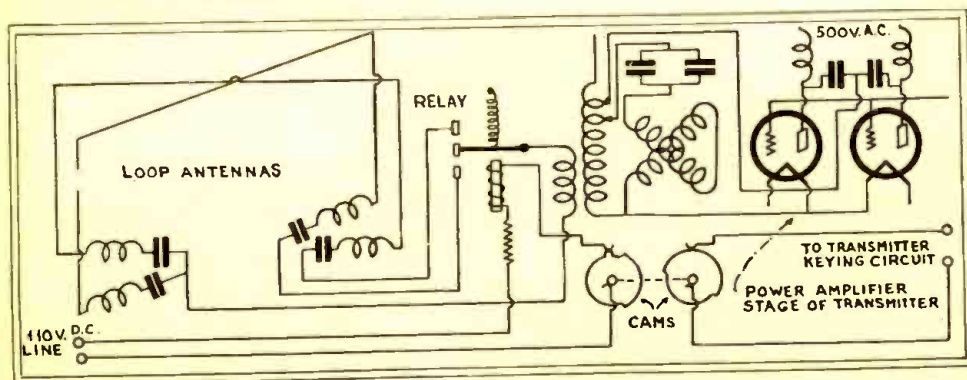 500V. A.C.
RELAY
LOOP ANTENNAS
TO TRANSMITTER
KEYING CIRCUIT
POWER AMPLIFIER
STAGE OF TRANSMITTER
CAMS
110V. D.C.
LINE